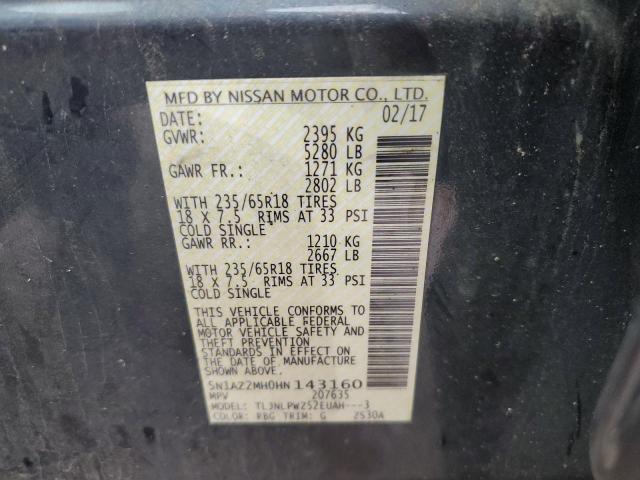 MFD BY NISSAN MOTOR CO., LTD.
DATE: 02/17
GVWR: 2395 KG
5280 LB
GAWR FR.: 1271 KG
2802 LB
WITH 235/65R18 TIRES
18 X 7.5 RIMS AT 33 PSI
COLD SINGLE
GAWR RR.: 1210 KG
2667 LB
WITH 235/65R18 TIRES
18 X 7.5 RIMS AT 33 PSI
COLD SINGLE
THIS VEHICLE CONFORMS TO
ALL APPLICABLE FEDERAL
MOTOR VEHICLE SAFETY AND
THEFT PREVENTION
STANDARDS IN EFFECT ON
THE DATE OF MANUFACTURE
SHOWN ABOVE.
5N1AZ2MH0HN143160
MPV 207635
MODEL: TLJNLPWZ52EUAH---3
COLOR: RBG TRIM: G ZS30A